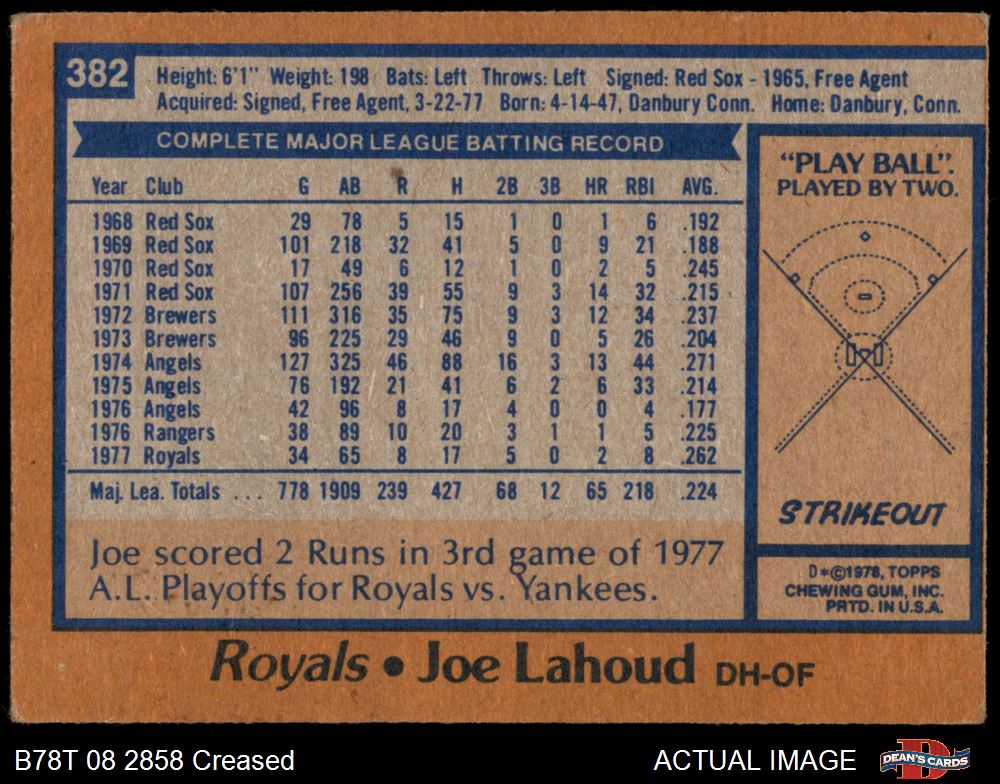 382
Height: 6'1" Weight: 198 Bats: Left Throws: Left Signed: Red Sox - 1965, Free Agent
Acquired: Signed, Free Agent, 3-22-77 Born: 4-14-47, Danbury Conn. Home: Danbury, Conn.
COMPLETE MAJOR LEAGUE BATTING RECORD
Year Club G AB R H 2B 3B HR RBI AVG.
1968 Red Sox 29 78 5 15 1 0 1 6 .192
1969 Red Sox 101 218 32 41 5 0 9 21 .188
1970 Red Sox 17 49 6 12 1 0 2 5 .245
1971 Red Sox 107 256 39 55 9 3 14 32 .215
1972 Brewers 111 316 35 75 9 3 12 34 .237
1973 Brewers 96 225 29 46 9 0 5 26 .204
1974 Angels 127 325 46 88 16 3 13 44 .271
1975 Angels 76 192 21 41 6 2 6 33 .214
1976 Angels 42 96 8 17 4 0 0 4 .177
1976 Rangers 38 89 10 20 3 1 1 5 .225
1977 Royals 34 65 8 17 5 0 2 8 .262
Maj. Lea. Totals ... 778 1909 239 427 68 12 65 218 .224
Joe scored 2 Runs in 3rd game of 1977
A.L. Playoffs for Royals vs. Yankees.
"PLAY BALL".
PLAYED BY TWO.
STRIKEOUT
D*©1978, TOPPS
CHEWING GUM, INC.
PRTD. IN U.S.A.
Royals • Joe Lahoud DH-OF
B78T 08 2858 Creased
ACTUAL IMAGE
D
DEAN'S CARDS